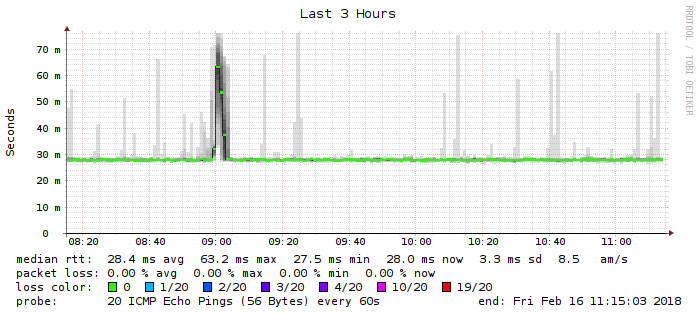 Last 3 Hours
RRDTOOL / TOBI OETIKER
Seconds
70 m
60 m
50 m
40 m
30 m
20 m
10 m
0
08:20 08:40 09:00 09:20 09:40 10:00 10:20 10:40 11:00
median rtt: 28.4 ms avg 63.2 ms max 27.5 ms min 28.0 ms now 3.3 ms sd 8.5 am/s
packet loss: 0.00 % avg 0.00 % max 0.00 % min 0.00 % now
loss color: 0 1/20 2/20 3/20 4/20 10/20 19/20
probe: 20 ICMP Echo Pings (56 Bytes) every 60s end: Fri Feb 16 11:15:03 2018